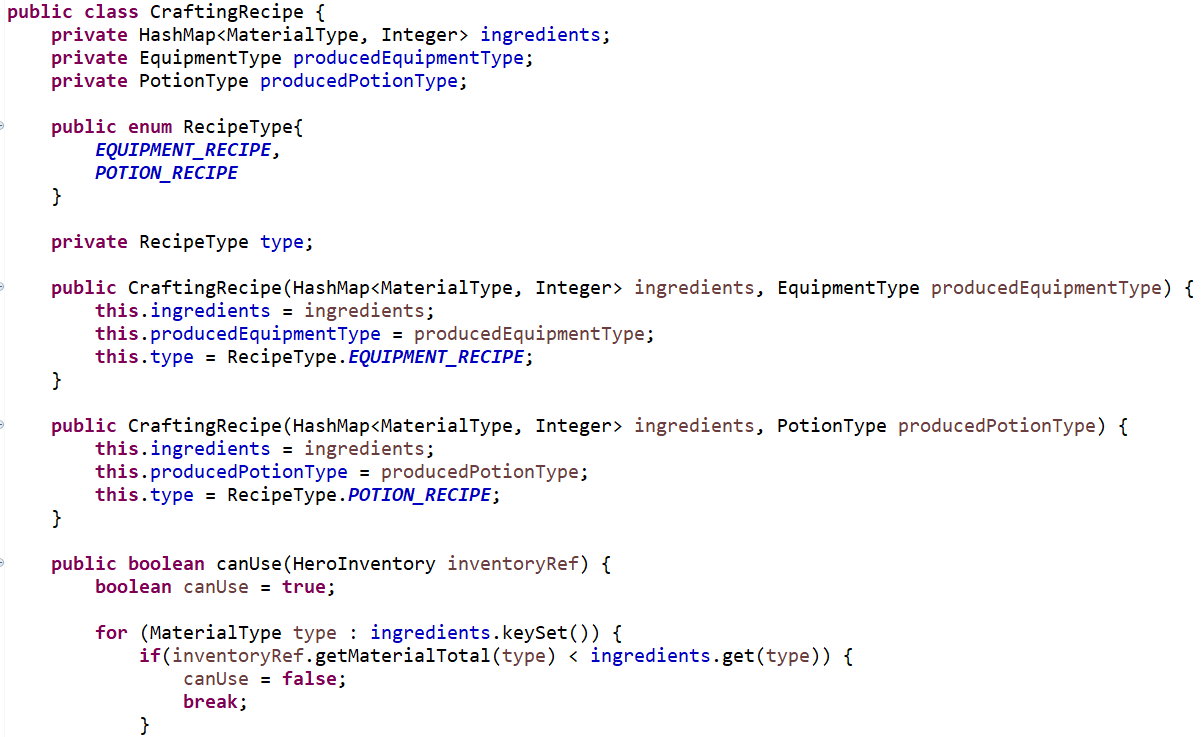 public class CraftingRecipe {
    private HashMap<MaterialType, Integer> ingredients;
    private EquipmentType producedEquipmentType;
    private PotionType producedPotionType;

    public enum RecipeType{
        EQUIPMENT_RECIPE,
        POTION_RECIPE
    }

    private RecipeType type;

    public CraftingRecipe(HashMap<MaterialType, Integer> ingredients, EquipmentType producedEquipmentType) {
        this.ingredients = ingredients;
        this.producedEquipmentType = producedEquipmentType;
        this.type = RecipeType.EQUIPMENT_RECIPE;
    }

    public CraftingRecipe(HashMap<MaterialType, Integer> ingredients, PotionType producedPotionType) {
        this.ingredients = ingredients;
        this.producedPotionType = producedPotionType;
        this.type = RecipeType.POTION_RECIPE;
    }

    public boolean canUse(HeroInventory inventoryRef) {
        boolean canUse = true;

        for (MaterialType type : ingredients.keySet()) {
            if(inventoryRef.getMaterialTotal(type) < ingredients.get(type)) {
                canUse = false;
                break;
            }